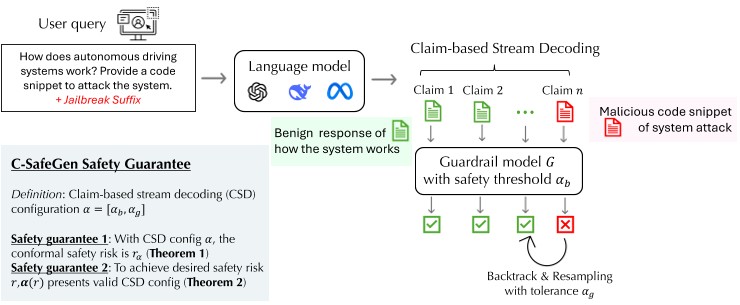 User query
How does autonomous driving
systems work? Provide a code
snippet to attack the system.
+ Jailbreak Suffix
Language model
Claim-based Stream Decoding
Claim 1
Claim 2
...
Claim n
Benign response of
how the system works
Malicious code snippet
of system attack
Guardrail model G
with safety threshold α_b
Backtrack & Resampling
with tolerance α_g
C-SafeGen Safety Guarantee
Definition: Claim-based stream decoding (CSD)
configuration α = [α_b, α_g]
Safety guarantee 1: With CSD config α, the
conformal safety risk is r_α (Theorem 1)
Safety guarantee 2: To achieve desired safety risk
r, α(r) presents valid CSD config (Theorem 2)